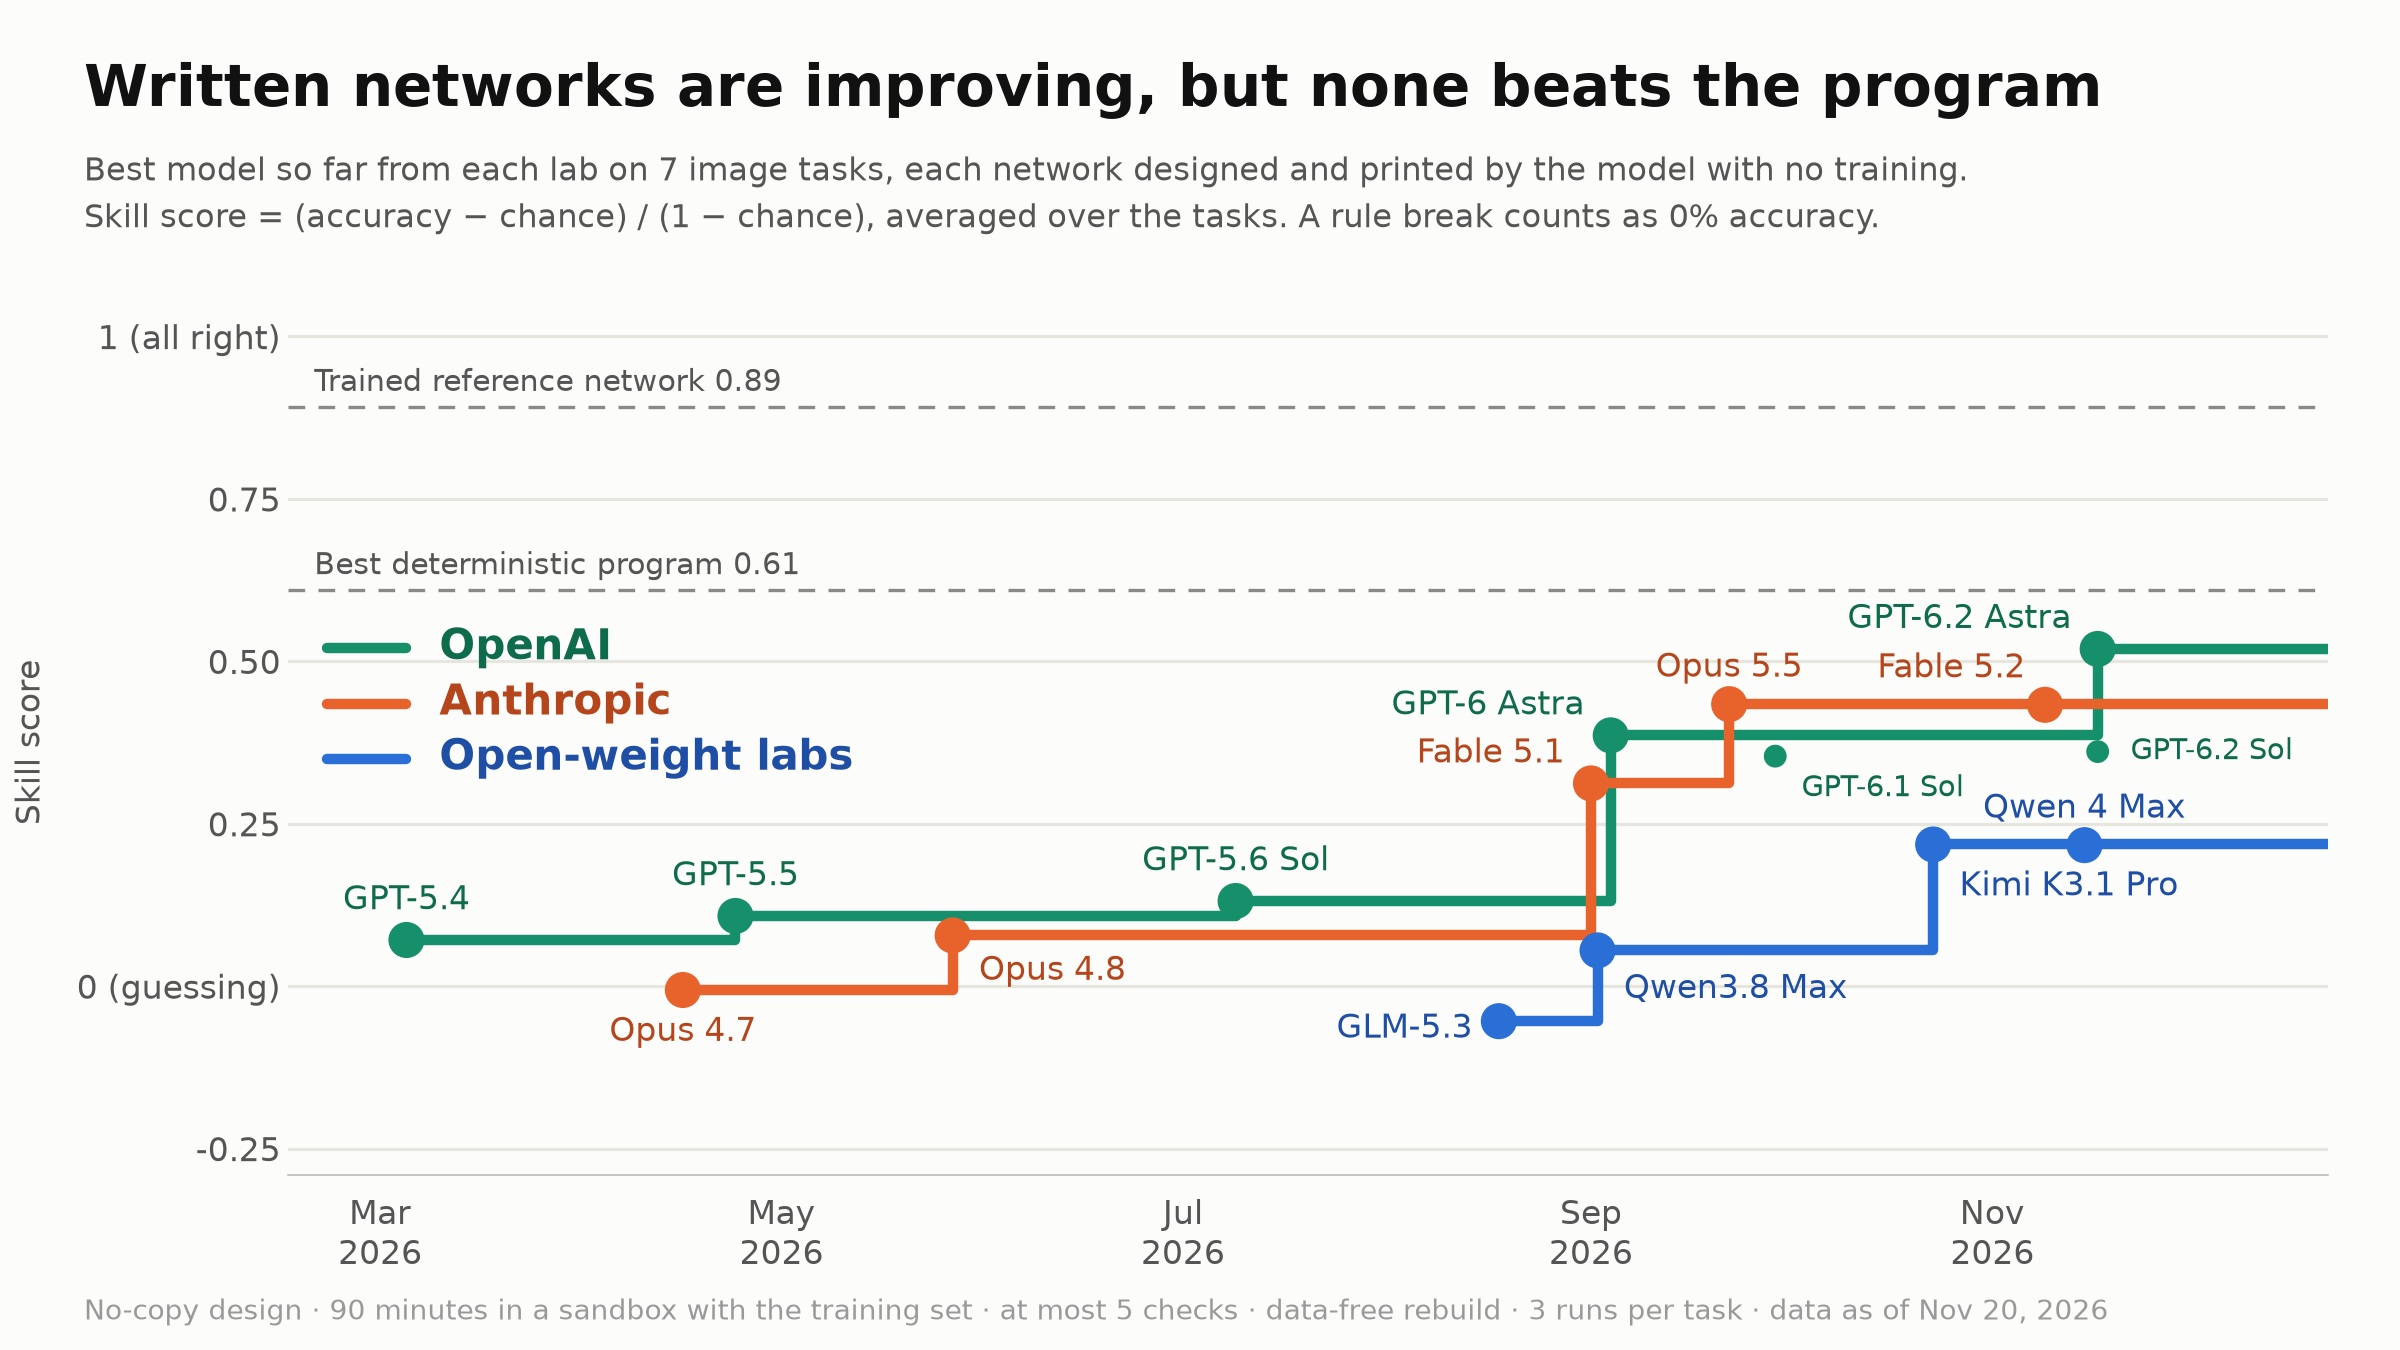 Written networks are improving, but none beats the program
Best model so far from each lab on 7 image tasks, each network designed and printed by the model with no training.
Skill score = (accuracy − chance) / (1 − chance), averaged over the tasks. A rule break counts as 0% accuracy.
1 (all right)
Trained reference network 0.89
0.75
Best deterministic program 0.61
0.50
0.25
0 (guessing)
-0.25
Skill score
OpenAI
Anthropic
Open-weight labs
GPT-5.4
GPT-5.5
GPT-5.6 Sol
GPT-6 Astra
GPT-6.1 Sol
GPT-6.2 Astra
GPT-6.2 Sol
Opus 4.7
Opus 4.8
Fable 5.1
Opus 5.5
Fable 5.2
GLM-5.3
Qwen3.8 Max
Kimi K3.1 Pro
Qwen 4 Max
Mar
2026
May
2026
Jul
2026
Sep
2026
Nov
2026
No-copy design · 90 minutes in a sandbox with the training set · at most 5 checks · data-free rebuild · 3 runs per task · data as of Nov 20, 2026